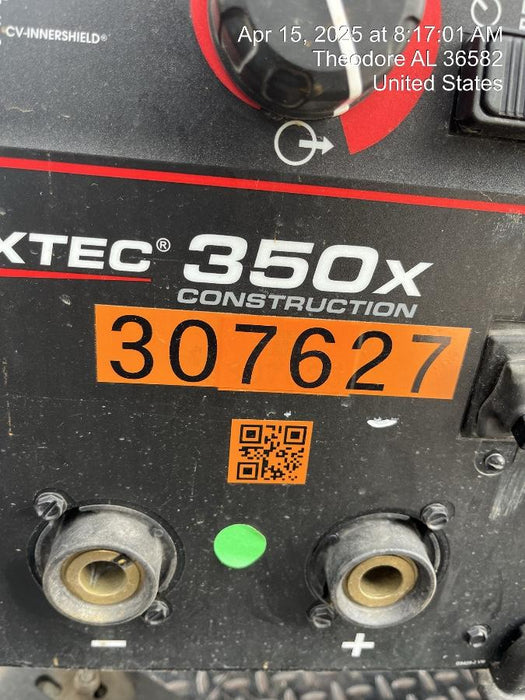 CV-INNERSHIELD®
Apr 15, 2025 at 8:17:01 AM
Theodore AL 36582
United States
XTEC® 350X
CONSTRUCTION
307627
- +